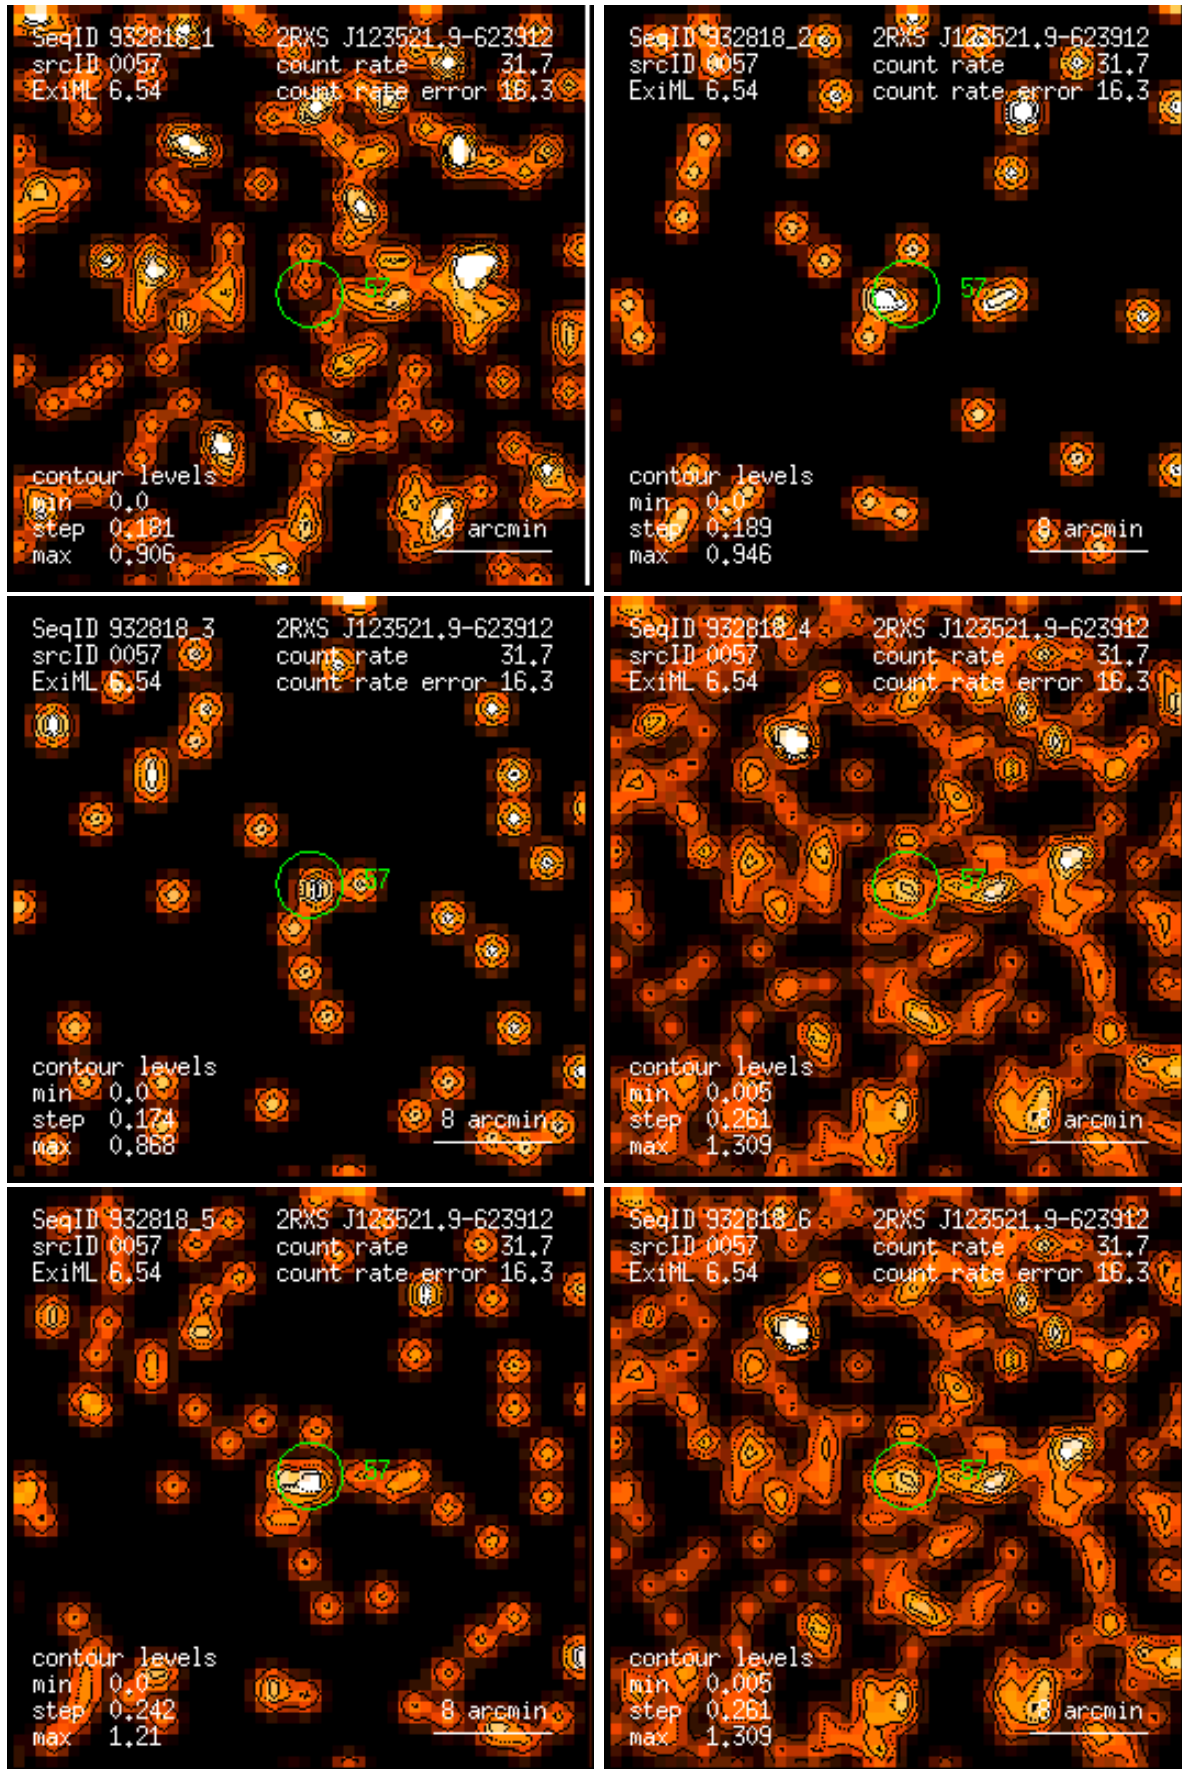 SeqID 932818_1 2RXS J123521.9-623912
srcID 0057 count rate 31.7
ExiML 6.54 count rate error 16.3
57
contour levels
min 0.0
step 0.181
max 0.906
8 arcmin
SeqID 932818_2 2RXS J123521.9-623912
srcID 0057 count rate 31.7
ExiML 6.54 count rate error 16.3
57
contour levels
min 0.0
step 0.189
max 0.946
8 arcmin
SeqID 932818_3 2RXS J123521.9-623912
srcID 0057 count rate 31.7
ExiML 6.54 count rate error 16.3
57
contour levels
min 0.0
step 0.174
max 0.868
8 arcmin
SeqID 932818_4 2RXS J123521.9-623912
srcID 0057 count rate 31.7
ExiML 6.54 count rate error 16.3
57
contour levels
min 0.005
step 0.261
max 1.309
8 arcmin
SeqID 932818_5 2RXS J123521.9-623912
srcID 0057 count rate 31.7
ExiML 6.54 count rate error 16.3
57
contour levels
min 0.0
step 0.242
max 1.21
8 arcmin
SeqID 932818_6 2RXS J123521.9-623912
srcID 0057 count rate 31.7
ExiML 6.54 count rate error 16.3
57
contour levels
min 0.005
step 0.261
max 1.309
8 arcmin